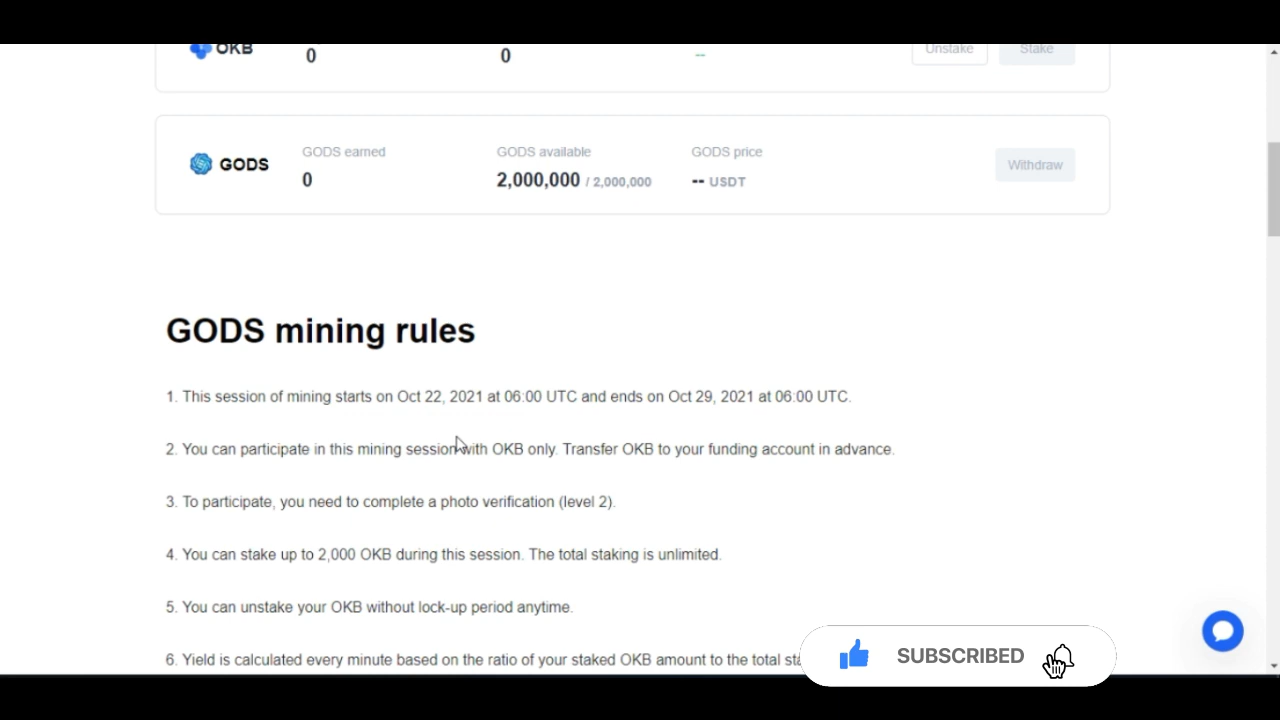 OKB 0 0 -- Unstake Stake
GODS earned GODS available GODS price
GODS 0 2,000,000 / 2,000,000 -- USDT Withdraw
GODS mining rules
1. This session of mining starts on Oct 22, 2021 at 06:00 UTC and ends on Oct 29, 2021 at 06:00 UTC.
2. You can participate in this mining session with OKB only. Transfer OKB to your funding account in advance.
3. To participate, you need to complete a photo verification (level 2).
4. You can stake up to 2,000 OKB during this session. The total staking is unlimited.
5. You can unstake your OKB without lock-up period anytime.
6. Yield is calculated every minute based on the ratio of your staked OKB amount to the total
SUBSCRIBED